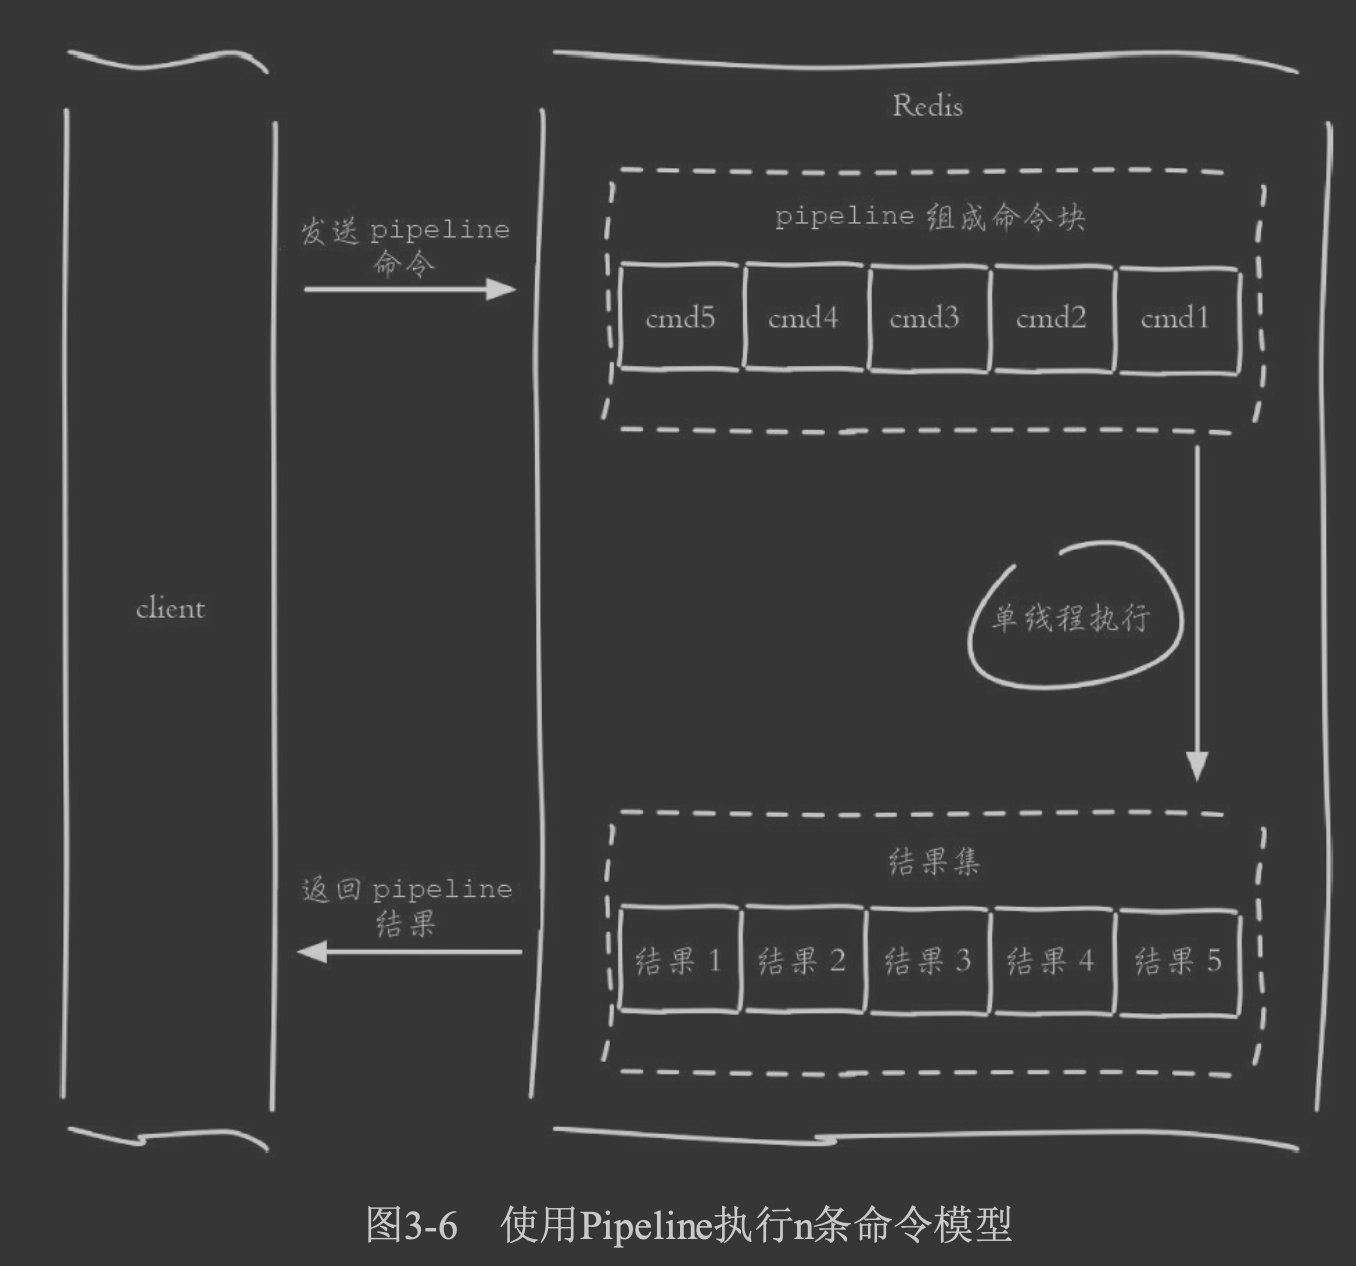 Redis
pipeline 组成命令块
发送 pipeline
命令
cmd5 cmd4 cmd3 cmd2 cmd1
client
单线程执行
结果集
返回 pipeline
结果
结果 1 结果 2 结果 3 结果 4 结果 5
图3-6 使用Pipeline执行n条命令模型